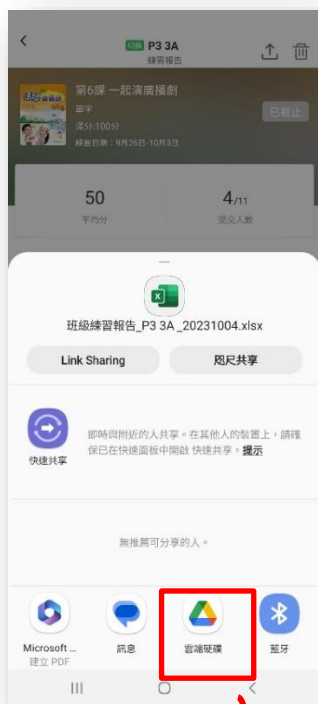 切換 P3 3A
練習報告
第6課 一起演廣播劇
單字
滿分:100分
練習日期：9月26日-10月3日
已截止
50
平均分
4/11
提交人數
班級練習報告_P3 3A _20231004.xlsx
Link Sharing
咫尺共享
快速共享
即時與附近的人共享。在其他人的裝置上，請確
保已在快速面板中開啟 快速共享。提示
無推薦可分享的人。
Microsoft ...
建立 PDF
訊息
雲端硬碟
藍牙